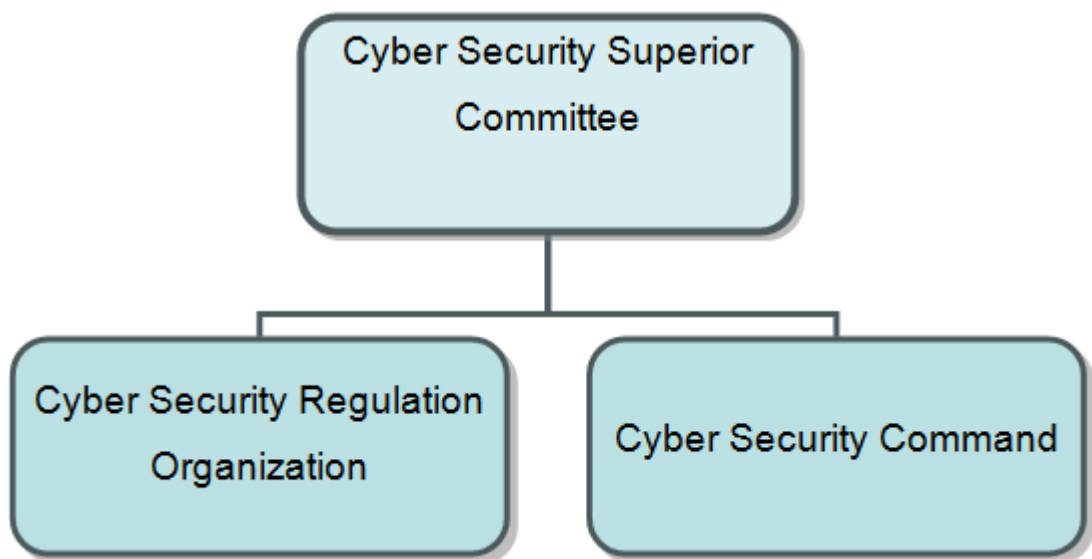 Cyber Security Superior
Committee
Cyber Security Regulation
Organization
Cyber Security Command